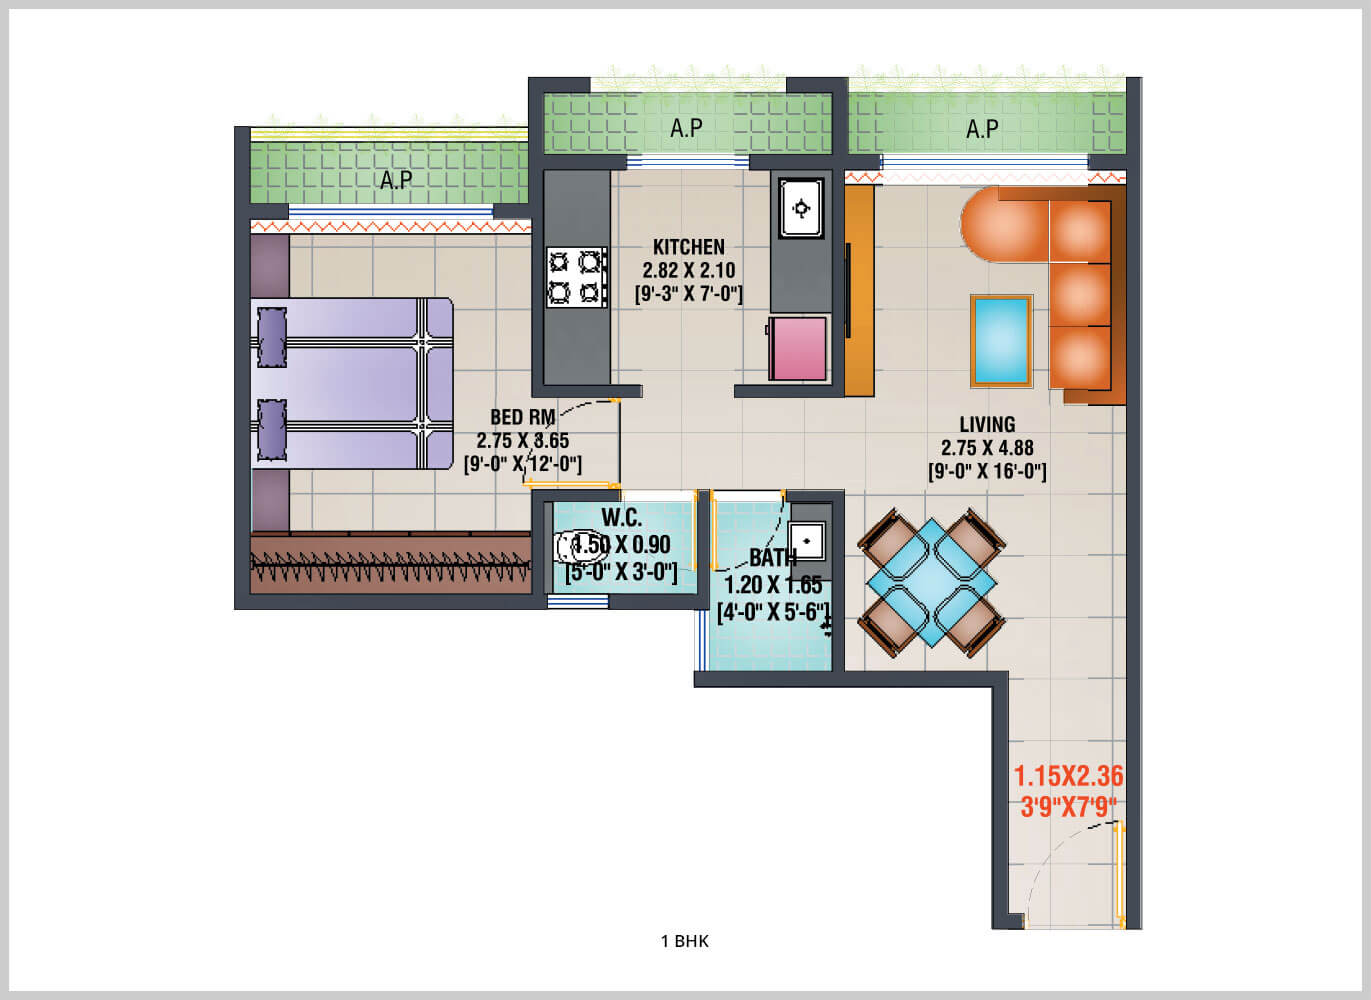 A.P
A.P
A.P
KITCHEN
2.82 X 2.10
[9'-3" X 7'-0"]
BED RM
2.75 X 3.65
[9'-0" X 12'-0"]
LIVING
2.75 X 4.88
[9'-0" X 16'-0"]
W.C.
1.50 X 0.90
[5'-0" X 3'-0"]
BATH
1.20 X 1.65
[4'-0" X 5'-6"]
1.15X2.36
3'9"X7'9"
1 BHK